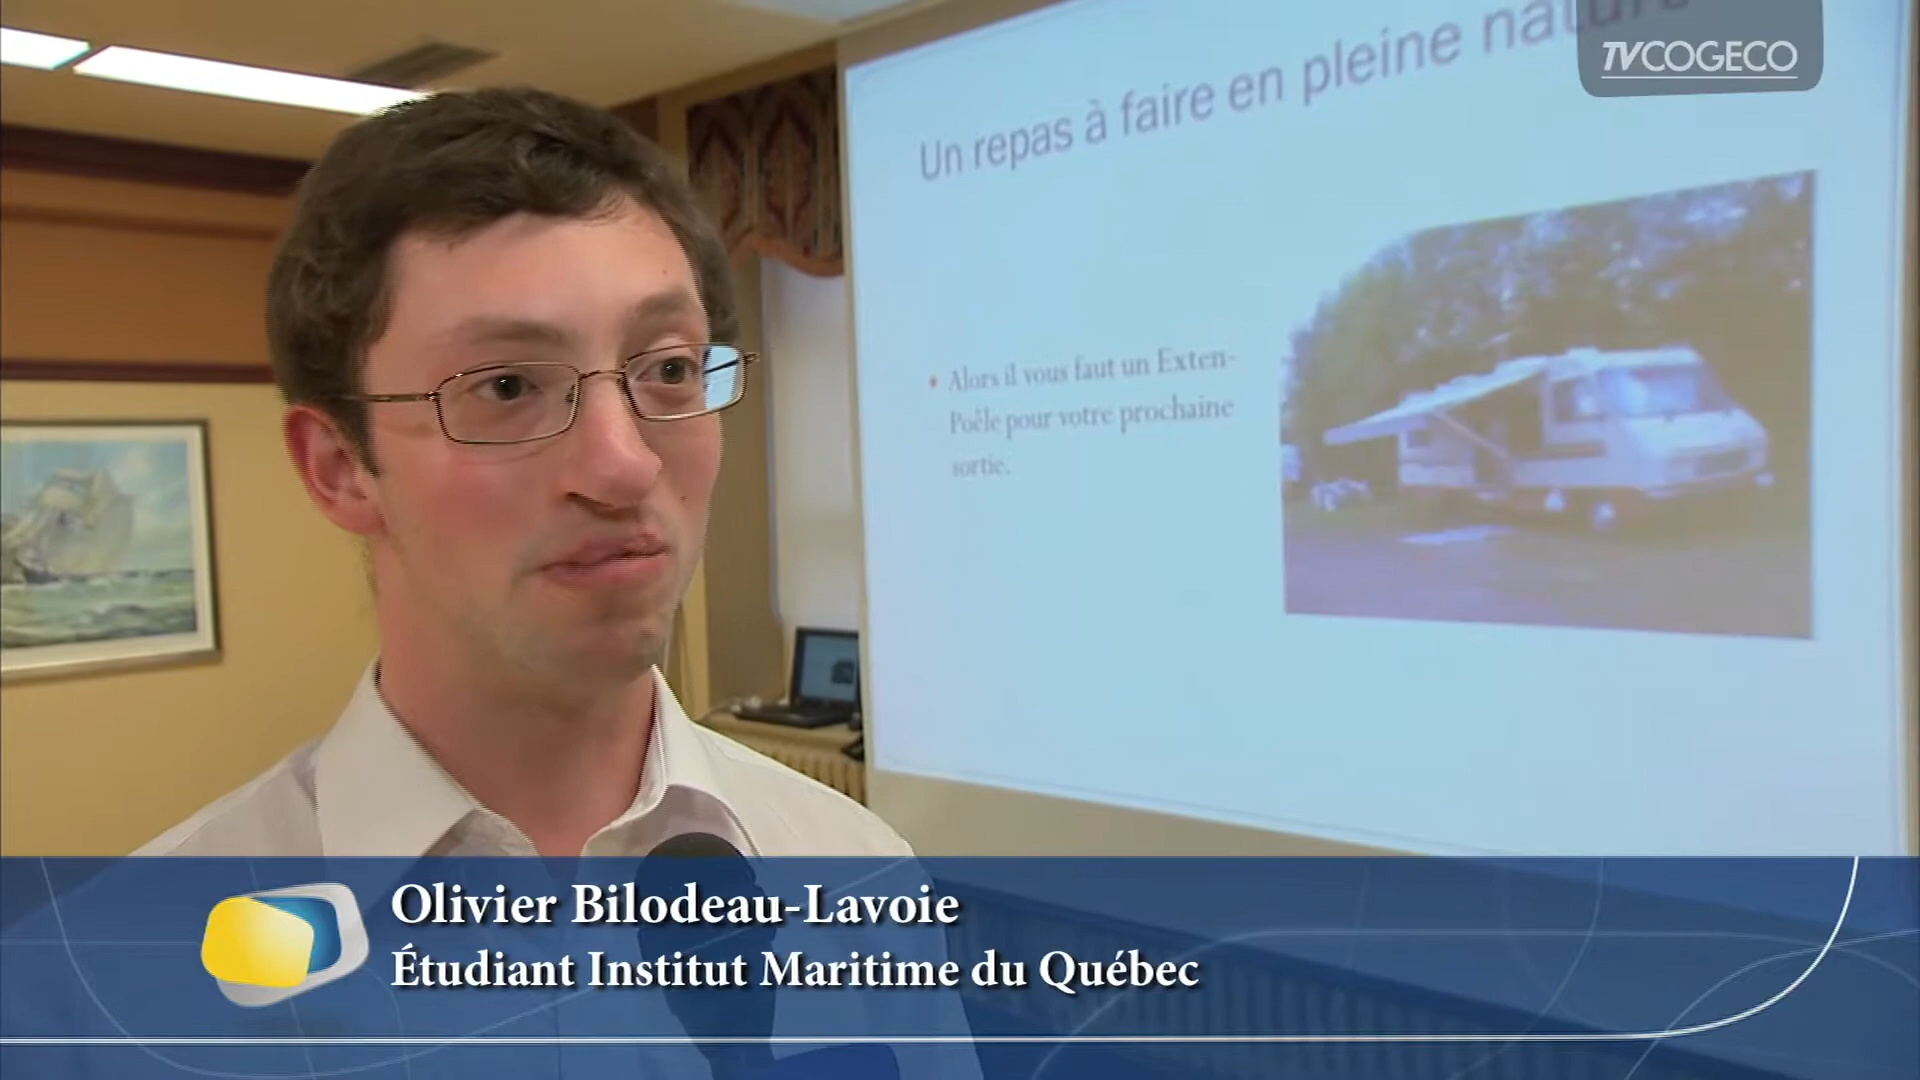 TVCOGECO
Un repas à faire en pleine nature
Alors il vous faut un Exten-
Poêle pour votre prochaine
sortie.
Olivier Bilodeau-Lavoie
Étudiant Institut Maritime du Québec